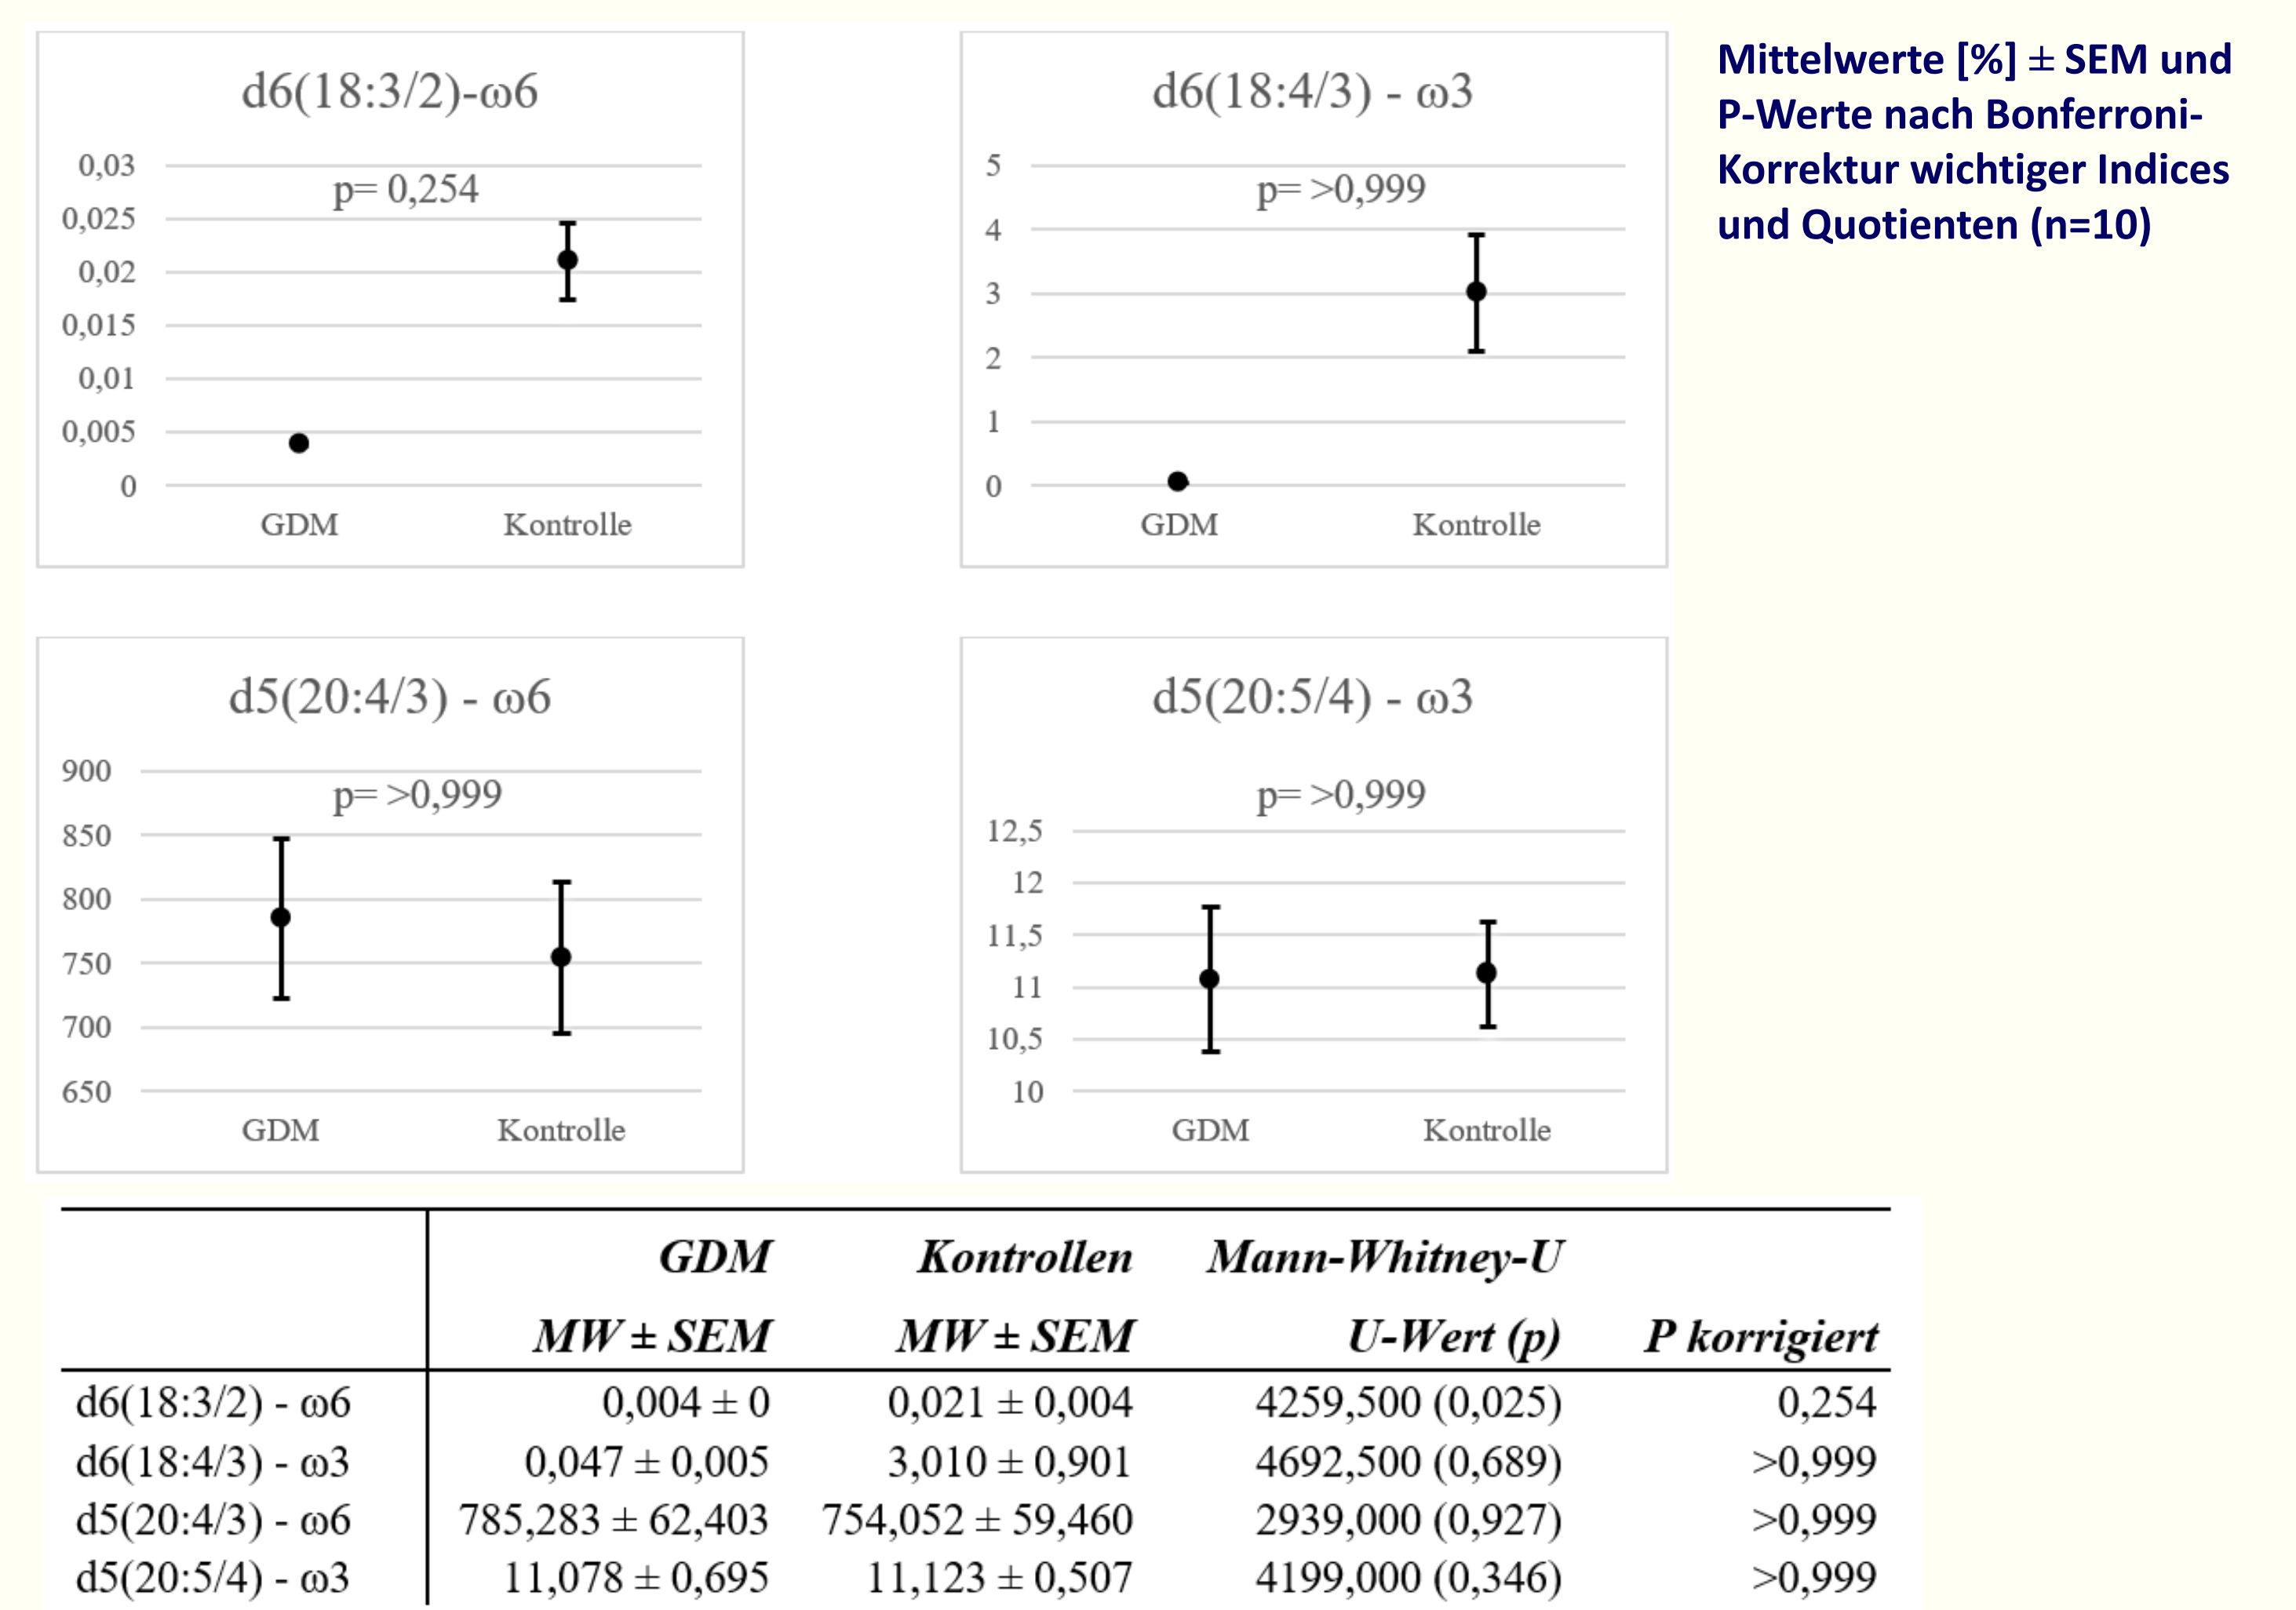 d6(18:3/2)-ω6
p= 0,254
0,03
0,025
0,02
0,015
0,01
0,005
0
GDM Kontrolle
d6(18:4/3) - ω3
p= >0,999
5
4
3
2
1
0
GDM Kontrolle
Mittelwerte [%] ± SEM und
P-Werte nach Bonferroni-
Korrektur wichtiger Indices
und Quotienten (n=10)
d5(20:4/3) - ω6
p= >0,999
900
850
800
750
700
650
GDM Kontrolle
d5(20:5/4) - ω3
p= >0,999
12,5
12
11,5
11
10,5
10
GDM Kontrolle
GDM Kontrollen Mann-Whitney-U
MW ± SEM MW ± SEM U-Wert (p) P korrigiert
d6(18:3/2) - ω6 0,004 ± 0 0,021 ± 0,004 4259,500 (0,025) 0,254
d6(18:4/3) - ω3 0,047 ± 0,005 3,010 ± 0,901 4692,500 (0,689) >0,999
d5(20:4/3) - ω6 785,283 ± 62,403 754,052 ± 59,460 2939,000 (0,927) >0,999
d5(20:5/4) - ω3 11,078 ± 0,695 11,123 ± 0,507 4199,000 (0,346) >0,999